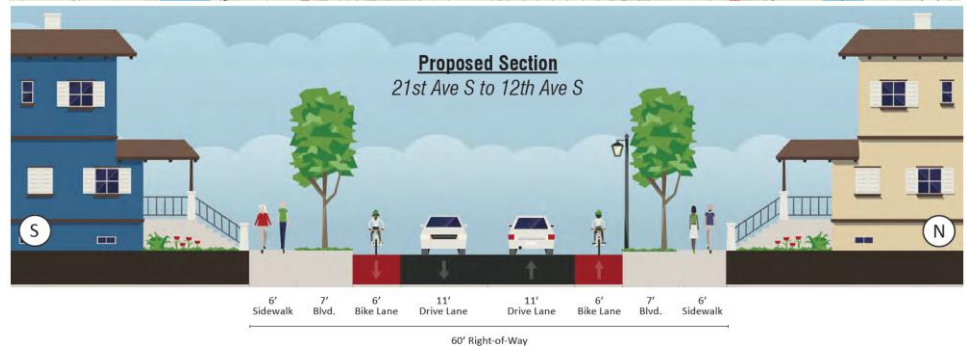 Proposed Section
21st Ave S to 12th Ave S
S
N
6' 7' 6' 11' 11' 6' 7' 6'
Sidewalk Blvd. Bike Lane Drive Lane Drive Lane Bike Lane Blvd. Sidewalk
60' Right-of-Way